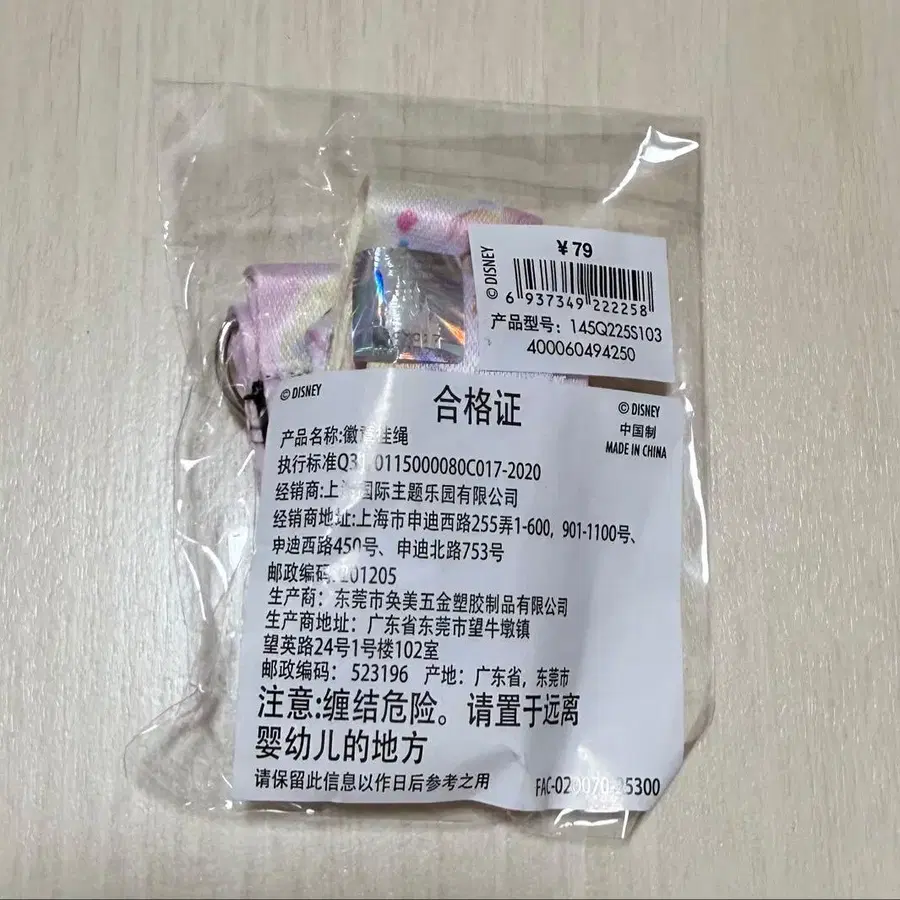 ¥79
© DISNEY
6 937349 222258
产品型号: 145Q225S103
400060494250
© DISNEY
合格证
© DISNEY
中国制
MADE IN CHINA
产品名称:徽章挂绳
执行标准Q31 0115000080C017-2020
经销商:上海国际主题乐园有限公司
经销商地址:上海市申迪西路255弄1-600, 901-1100号、
申迪西路450号、申迪北路753号
邮政编码: 201205
生产商: 东莞市奂美五金塑胶制品有限公司
生产商地址: 广东省东莞市望牛墩镇
望英路24号1号楼102室
邮政编码: 523196 产地: 广东省, 东莞市
注意:缠结危险。请置于远离
婴幼儿的地方
请保留此信息以作日后参考之用
FAC-020070-25300